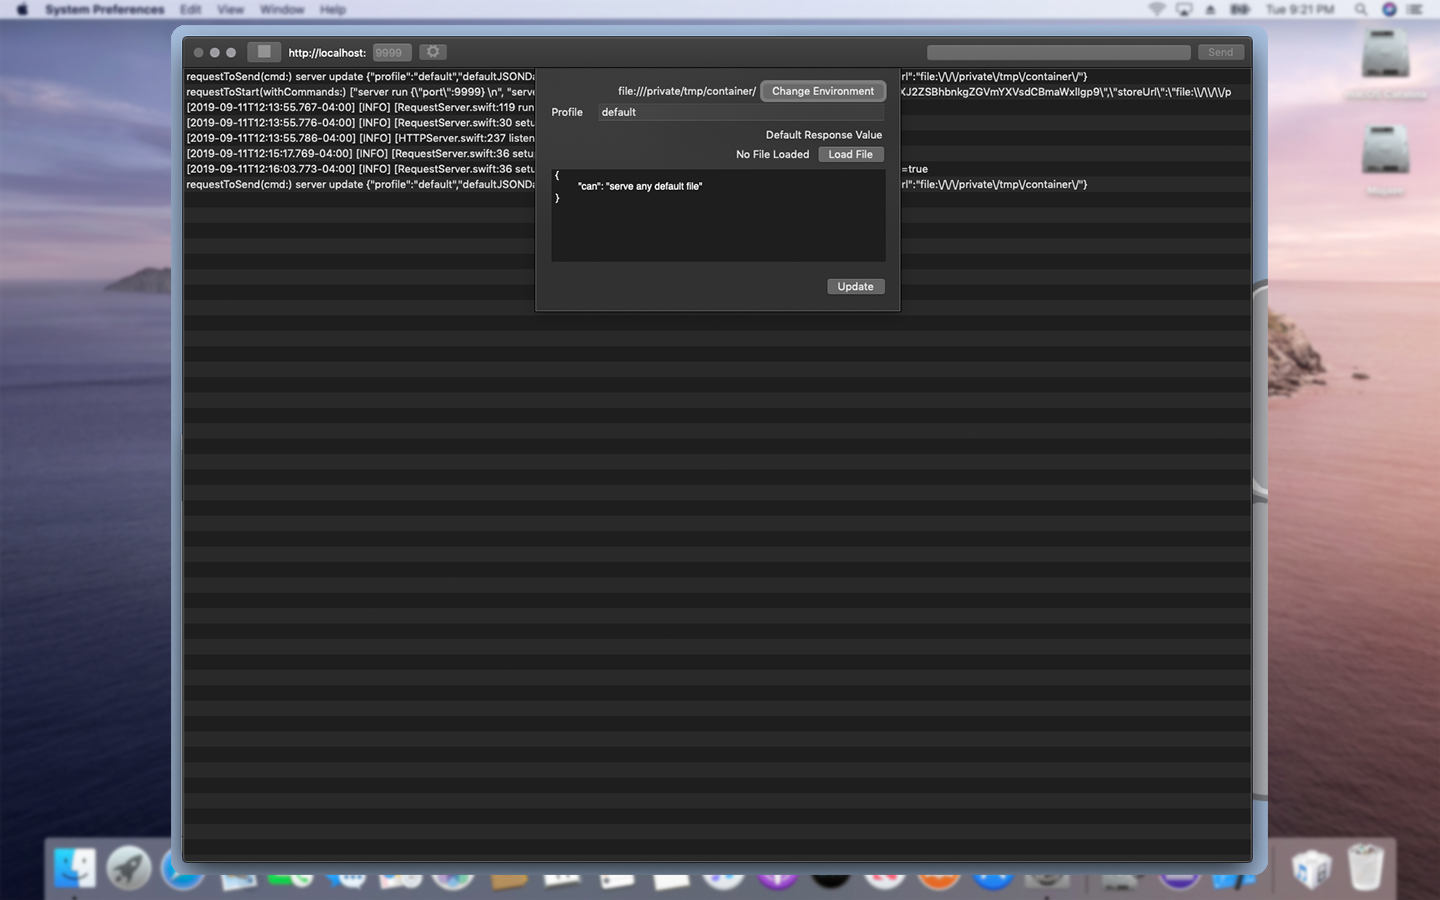 System Preferences Edit View Window Help Tue 9:21 PM
http://localhost: 9999 Send
requestToSend(cmd:) server update {"profile":"default","defaultJSONDa
rl":"file:\/\/\/private\/tmp\/container\/"}
requestToStart(withCommands:) ["server run {\"port\":9999} \n", "serve
XJ2ZSBhbnkgZGVmYXVsdCBmaWxlIgp9\",\"storeUrl\":\"file:\\/\\/\\/p
[2019-09-11T12:13:55.767-04:00] [INFO] [RequestServer.swift:119 run
[2019-09-11T12:13:55.776-04:00] [INFO] [RequestServer.swift:30 setu
[2019-09-11T12:13:55.786-04:00] [INFO] [HTTPServer.swift:237 listen
[2019-09-11T12:15:17.769-04:00] [INFO] [RequestServer.swift:36 setu
[2019-09-11T12:16:03.773-04:00] [INFO] [RequestServer.swift:36 setu
=true
requestToSend(cmd:) server update {"profile":"default","defaultJSONDa
rl":"file:\/\/\/private\/tmp\/container\/"}
file:///private/tmp/container/ Change Environment
Profile default
Default Response Value
No File Loaded Load File
{
"can": "serve any default file"
}
Update